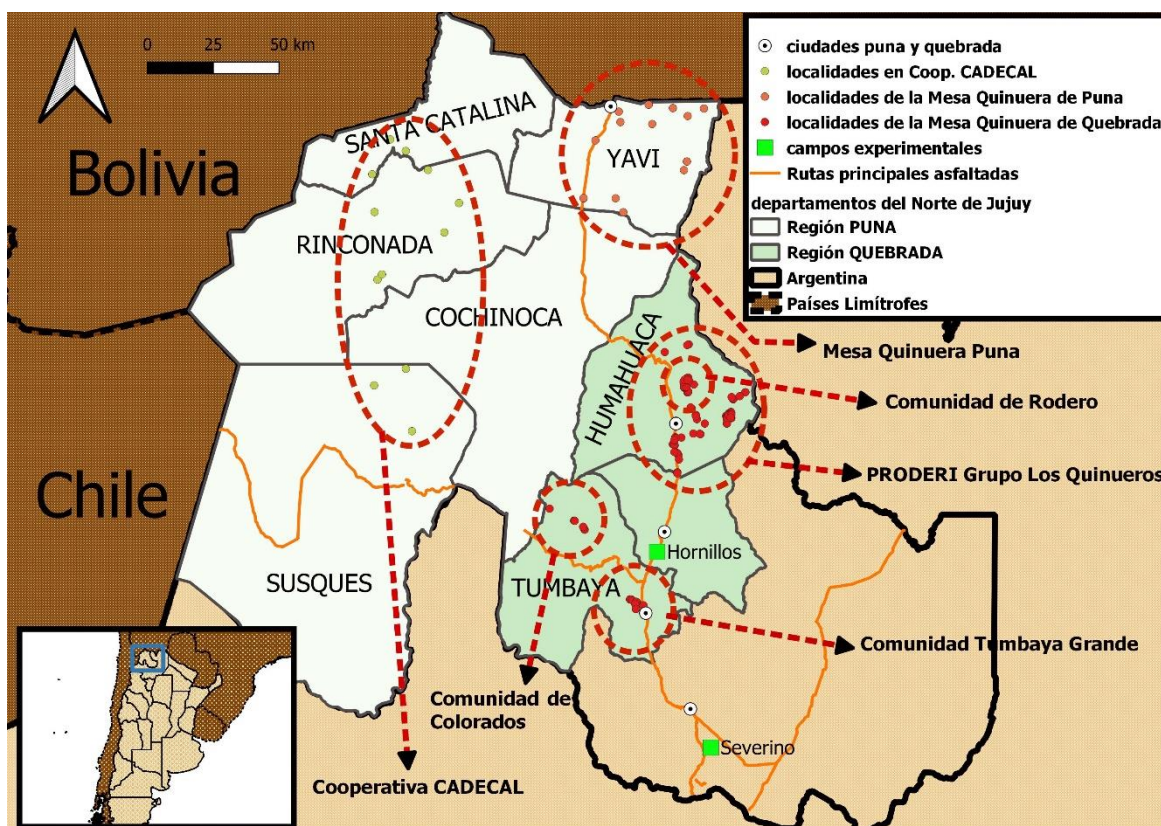 0 25 50 km
ciudades puna y quebrada
localidades en Coop. CADECAL
localidades de la Mesa Quinuera de Puna
localidades de la Mesa Quinuera de Quebrada
campos experimentales
Rutas principales asfaltadas
departamentos del Norte de Jujuy
Región PUNA
Región QUEBRADA
Argentina
Países Limítrofes
Bolivia
SANTA CATALINA
YAVI
RINCONADA
COCHINOCA
HUMAHUACA
Mesa Quinuera Puna
Comunidad de Rodero
PRODERI Grupo Los Quinueros
Chile
Hornillos
SUSQUES
TUMBAYA
Comunidad Tumbaya Grande
Comunidad de
Colorados
Severino
Cooperativa CADECAL